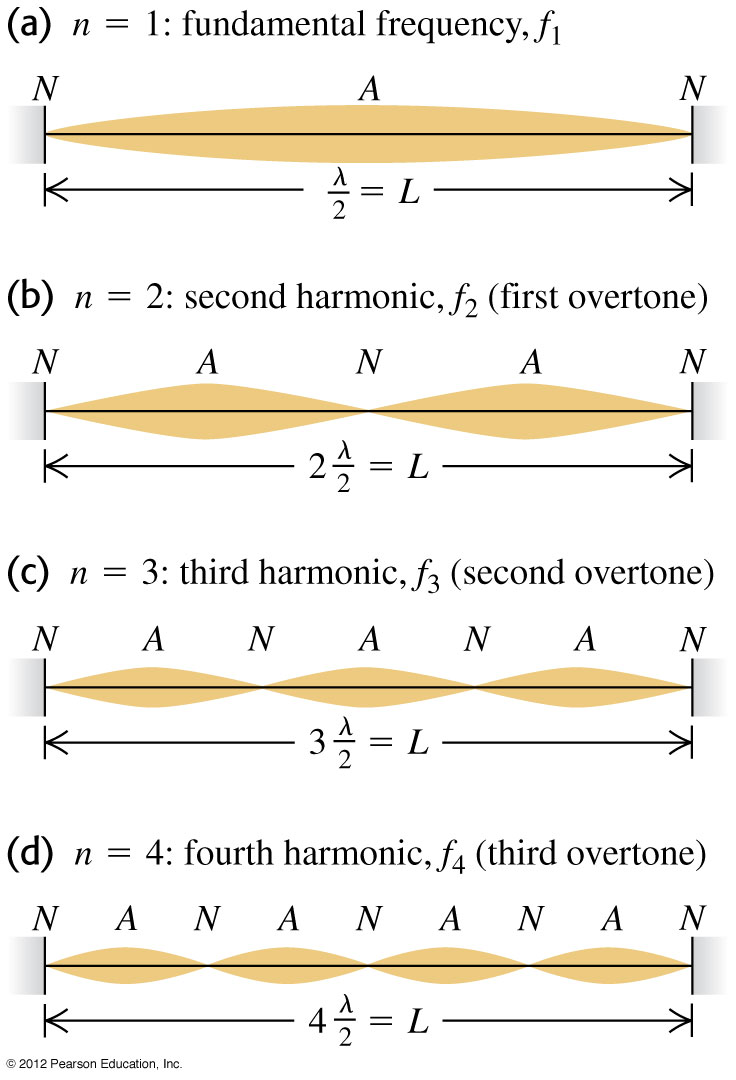 (a) n = 1: fundamental frequency, f₁
N A N
λ/2 = L
(b) n = 2: second harmonic, f₂ (first overtone)
N A N A N
2 λ/2 = L
(c) n = 3: third harmonic, f₃ (second overtone)
N A N A N A N
3 λ/2 = L
(d) n = 4: fourth harmonic, f₄ (third overtone)
N A N A N A N A N
4 λ/2 = L
© 2012 Pearson Education, Inc.